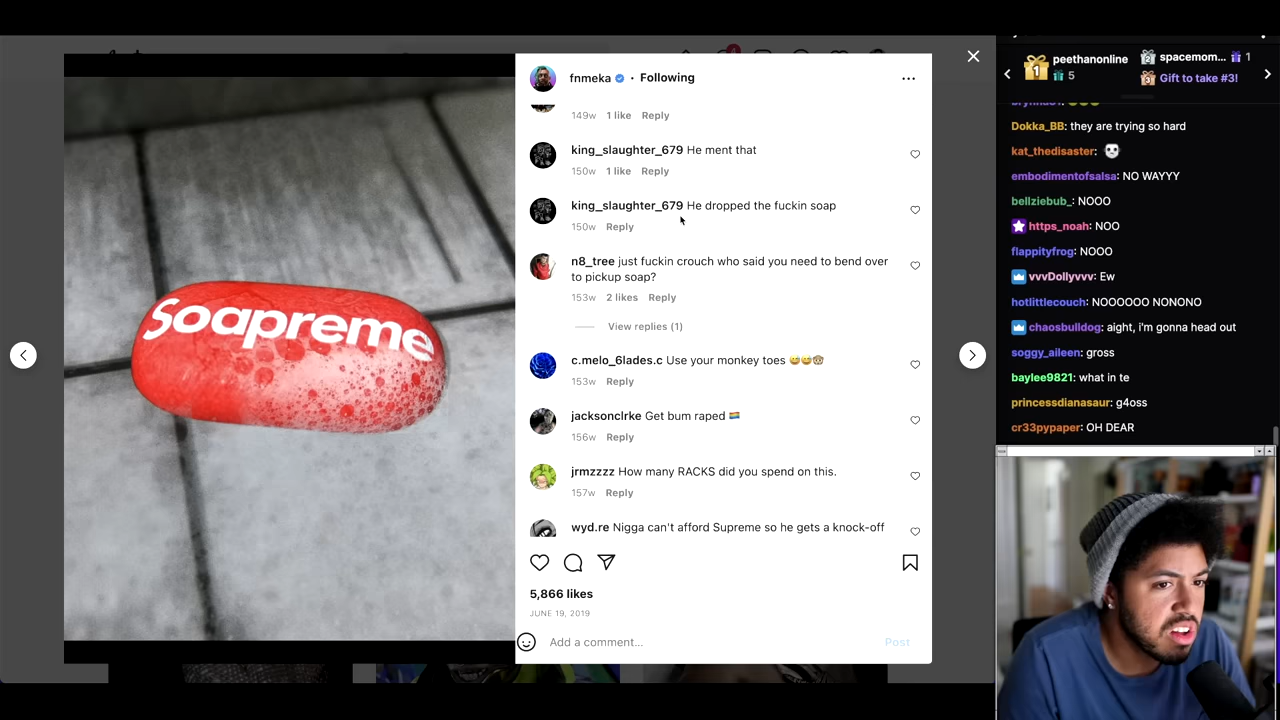 Soapreme
fnmeka • Following
149w 1 like Reply
king_slaughter_679 He ment that
150w 1 like Reply
king_slaughter_679 He dropped the fuckin soap
150w Reply
n8_tree just fuckin crouch who said you need to bend over
to pickup soap?
153w 2 likes Reply
View replies (1)
c.melo_6lades.c Use your monkey toes 😅😅🐵
153w Reply
jacksonclrke Get bum raped 🏳️‍🌈
156w Reply
jrmzzzz How many RACKS did you spend on this.
157w Reply
wyd.re Nigga can't afford Supreme so he gets a knock-off
5,866 likes
JUNE 19, 2019
Add a comment...
Post
1 peethanonline
5
spacemom... 1
Gift to take #3!
Dokka_BB: they are trying so hard
kat_thedisaster:
embodimentofsalsa: NO WAYYY
bellziebub_: NOOO
https_noah: NOO
flappityfrog: NOOO
vvvDollyvvv: Ew
hotlittlecouch: NOOOOOO NONONO
chaosbulldog: aight, i'm gonna head out
soggy_aileen: gross
baylee9821: what in te
princessdianasaur: g4oss
cr33pypaper: OH DEAR